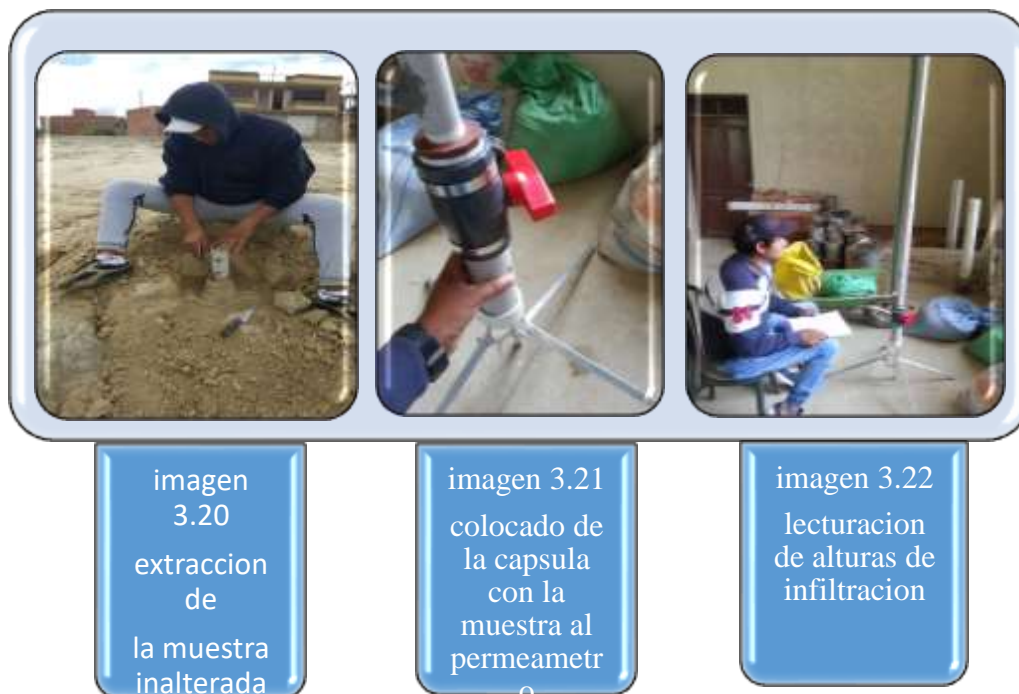 imagen
3.20
extraccion
de
la muestra
inalterada
imagen 3.21
colocado de
la capsula
con la
muestra al
permeametr
o
imagen 3.22
lecturacion
de alturas de
infiltracion